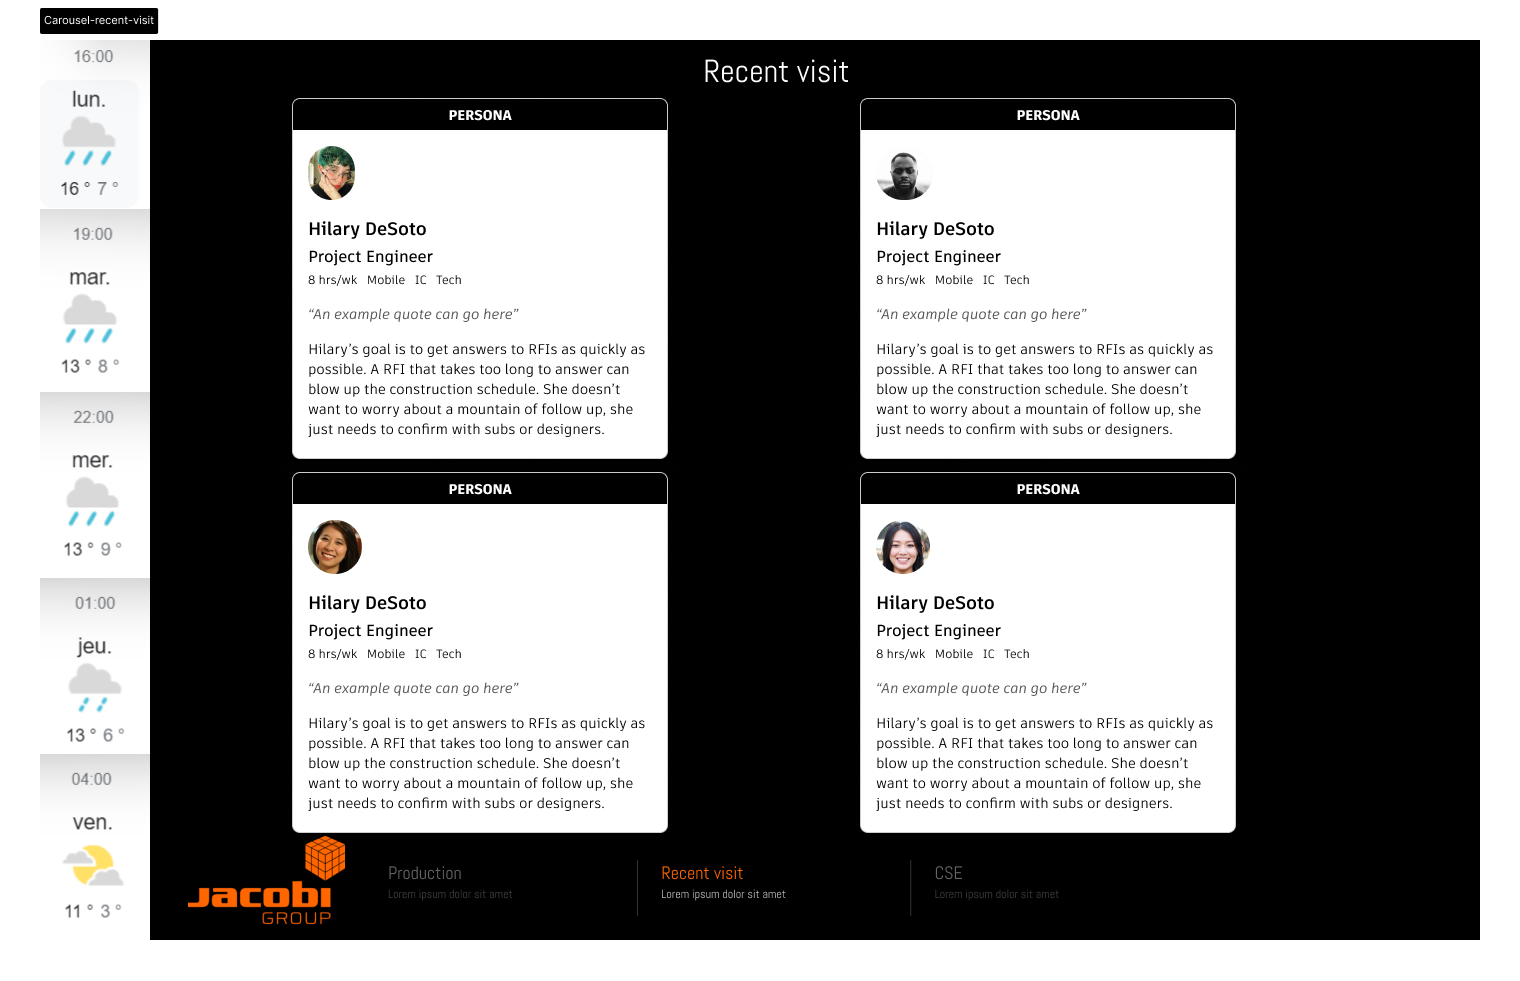 Carousel-recent-visit
16:00
lun.
16 ° 7 °
19:00
mar.
13 ° 8 °
22:00
mer.
13 ° 9 °
01:00
jeu.
13 ° 6 °
04:00
ven.
11 ° 3 °
Recent visit
PERSONA
Hilary DeSoto
Project Engineer
8 hrs/wk Mobile IC Tech
“An example quote can go here”
Hilary’s goal is to get answers to RFIs as quickly as
possible. A RFI that takes too long to answer can
blow up the construction schedule. She doesn’t
want to worry about a mountain of follow up, she
just needs to confirm with subs or designers.
PERSONA
Hilary DeSoto
Project Engineer
8 hrs/wk Mobile IC Tech
“An example quote can go here”
Hilary’s goal is to get answers to RFIs as quickly as
possible. A RFI that takes too long to answer can
blow up the construction schedule. She doesn’t
want to worry about a mountain of follow up, she
just needs to confirm with subs or designers.
PERSONA
Hilary DeSoto
Project Engineer
8 hrs/wk Mobile IC Tech
“An example quote can go here”
Hilary’s goal is to get answers to RFIs as quickly as
possible. A RFI that takes too long to answer can
blow up the construction schedule. She doesn’t
want to worry about a mountain of follow up, she
just needs to confirm with subs or designers.
PERSONA
Hilary DeSoto
Project Engineer
8 hrs/wk Mobile IC Tech
“An example quote can go here”
Hilary’s goal is to get answers to RFIs as quickly as
possible. A RFI that takes too long to answer can
blow up the construction schedule. She doesn’t
want to worry about a mountain of follow up, she
just needs to confirm with subs or designers.
Jacobi
GROUP
Production
Lorem ipsum dolor sit amet
Recent visit
Lorem ipsum dolor sit amet
CSE
Lorem ipsum dolor sit amet